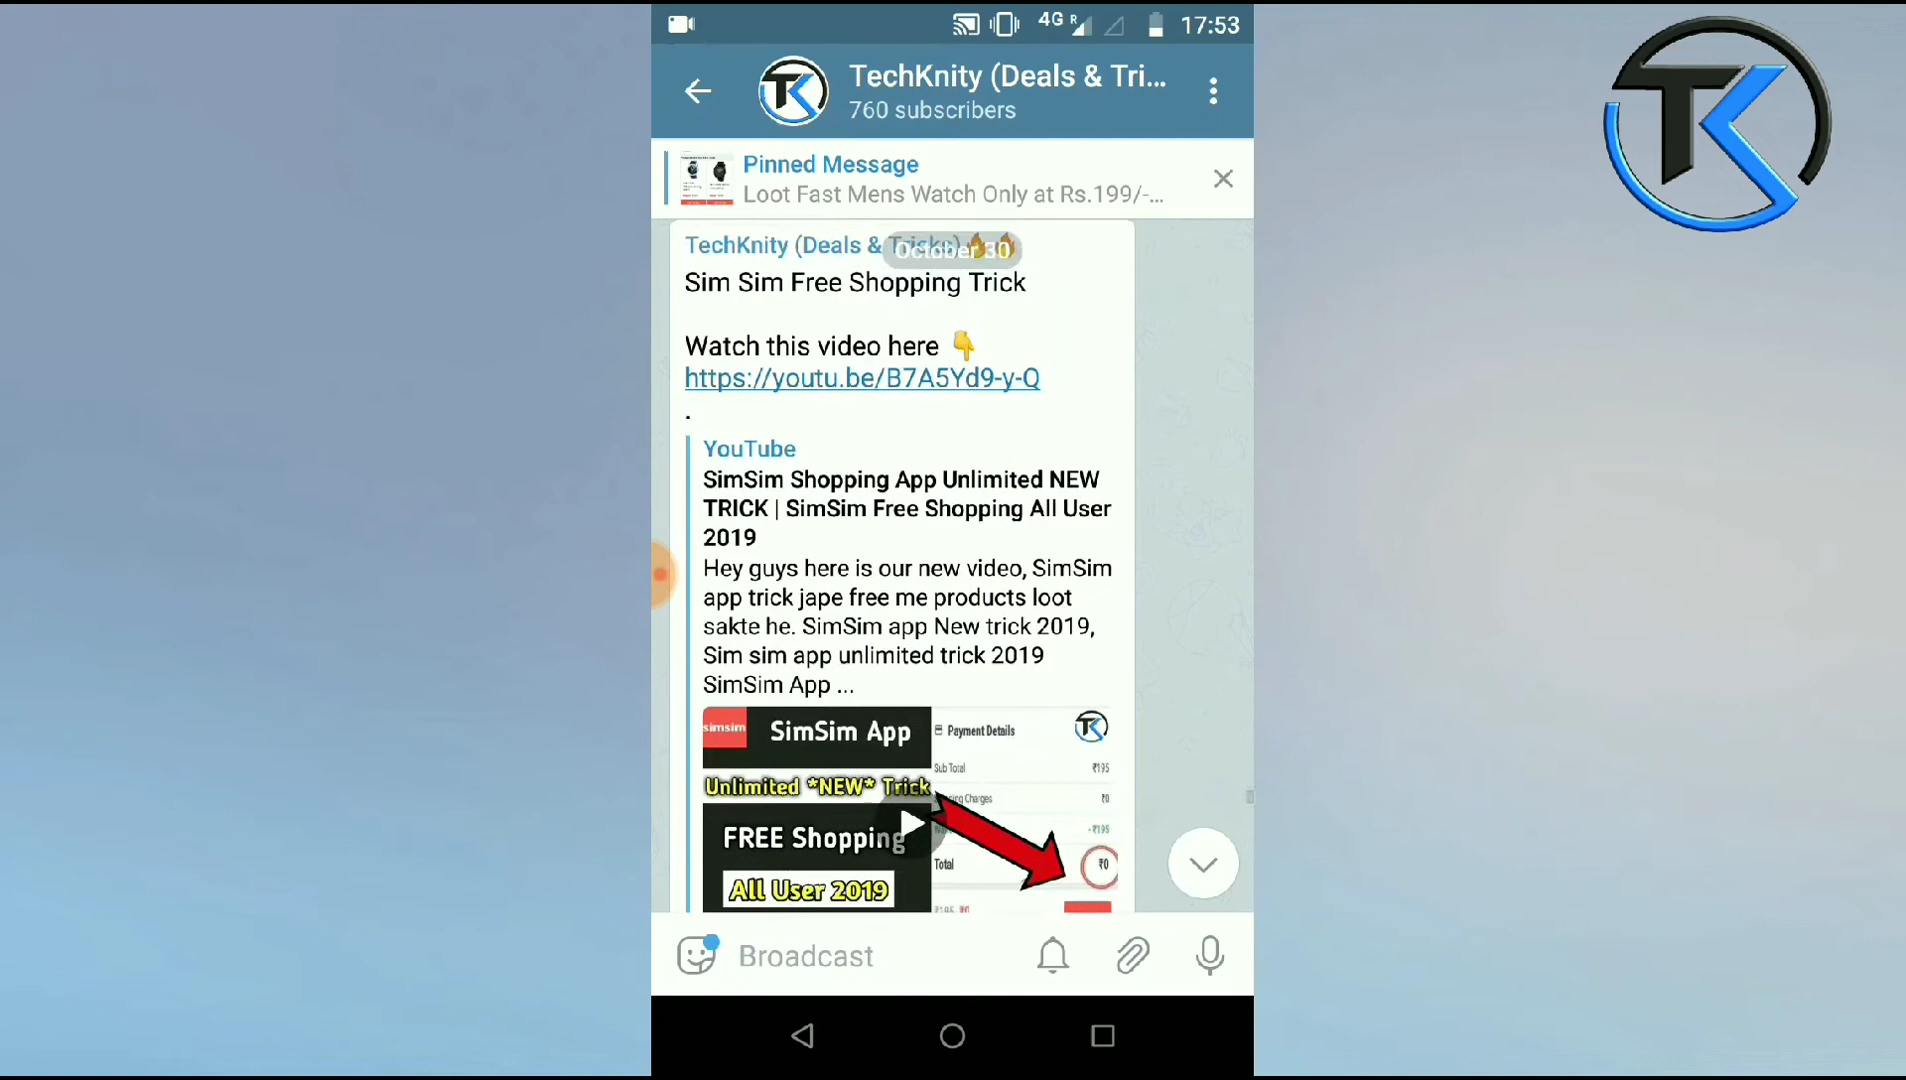 4G R 17:53
TechKnity (Deals & Tri...
760 subscribers
Pinned Message
Loot Fast Mens Watch Only at Rs.199/-...
TechKnity (Deals & Tricks) 🔥🔥
October 30
Sim Sim Free Shopping Trick
Watch this video here 👇
https://youtu.be/B7A5Yd9-y-Q
.
YouTube
SimSim Shopping App Unlimited NEW
TRICK | SimSim Free Shopping All User
2019
Hey guys here is our new video, SimSim
app trick jape free me products loot
sakte he. SimSim app New trick 2019,
Sim sim app unlimited trick 2019
SimSim App ...
simsim SimSim App
Unlimited *NEW* Trick
FREE Shopping
All User 2019
Payment Details
Sub Total ₹195
Charges ₹0
-₹195
Total ₹0
Broadcast
TK